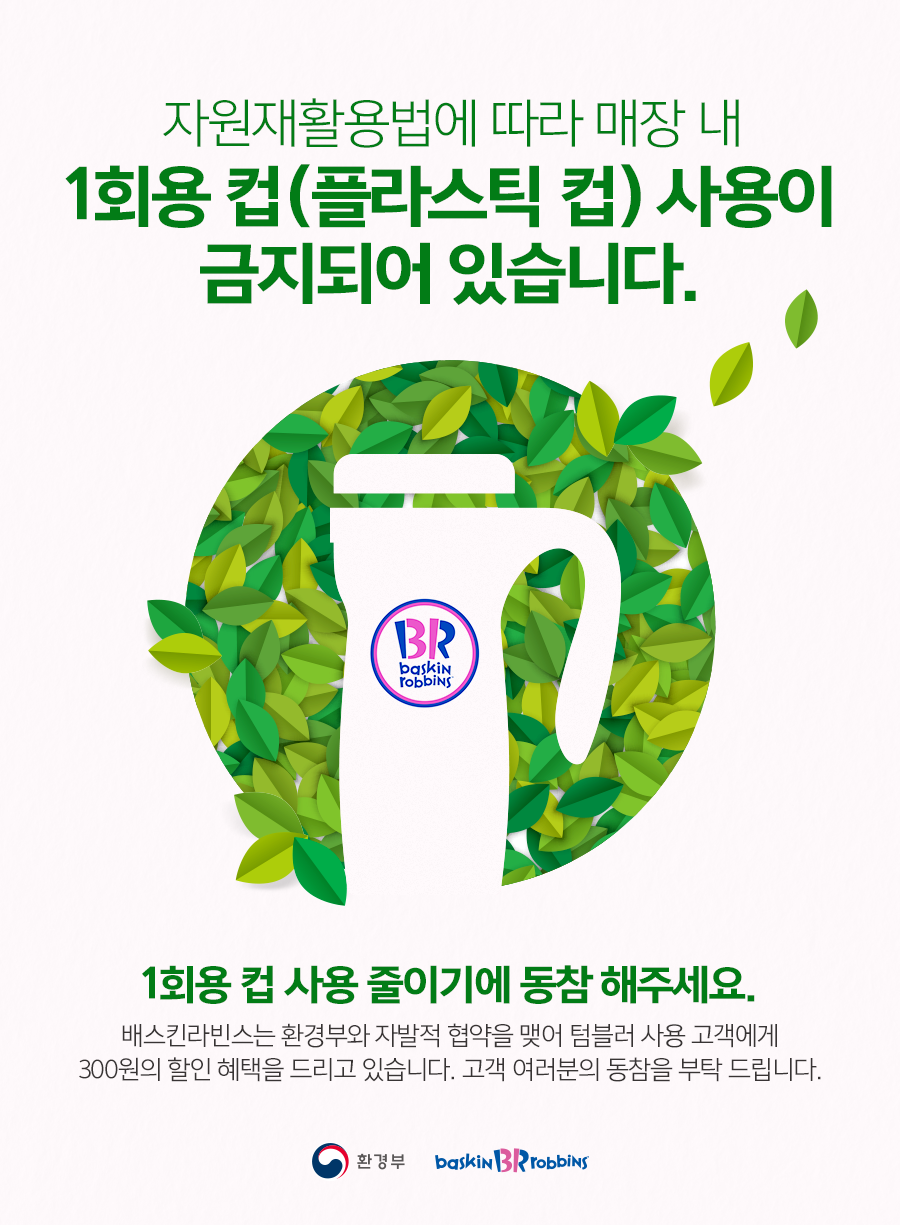 자원재활용법에 따라 매장 내
1회용 컵(플라스틱 컵) 사용이
금지되어 있습니다.
BR
baskin
robbins
1회용 컵 사용 줄이기에 동참 해주세요.
배스킨라빈스는 환경부와 자발적 협약을 맺어 텀블러 사용 고객에게
300원의 할인 혜택을 드리고 있습니다. 고객 여러분의 동참을 부탁 드립니다.
환경부 baskin BR robbins